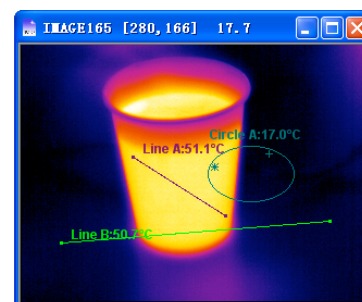 IMAGE165 [280,166] 17.7
Circle A:17.0°C
Line A:51.1°C
Line B:50.7°C